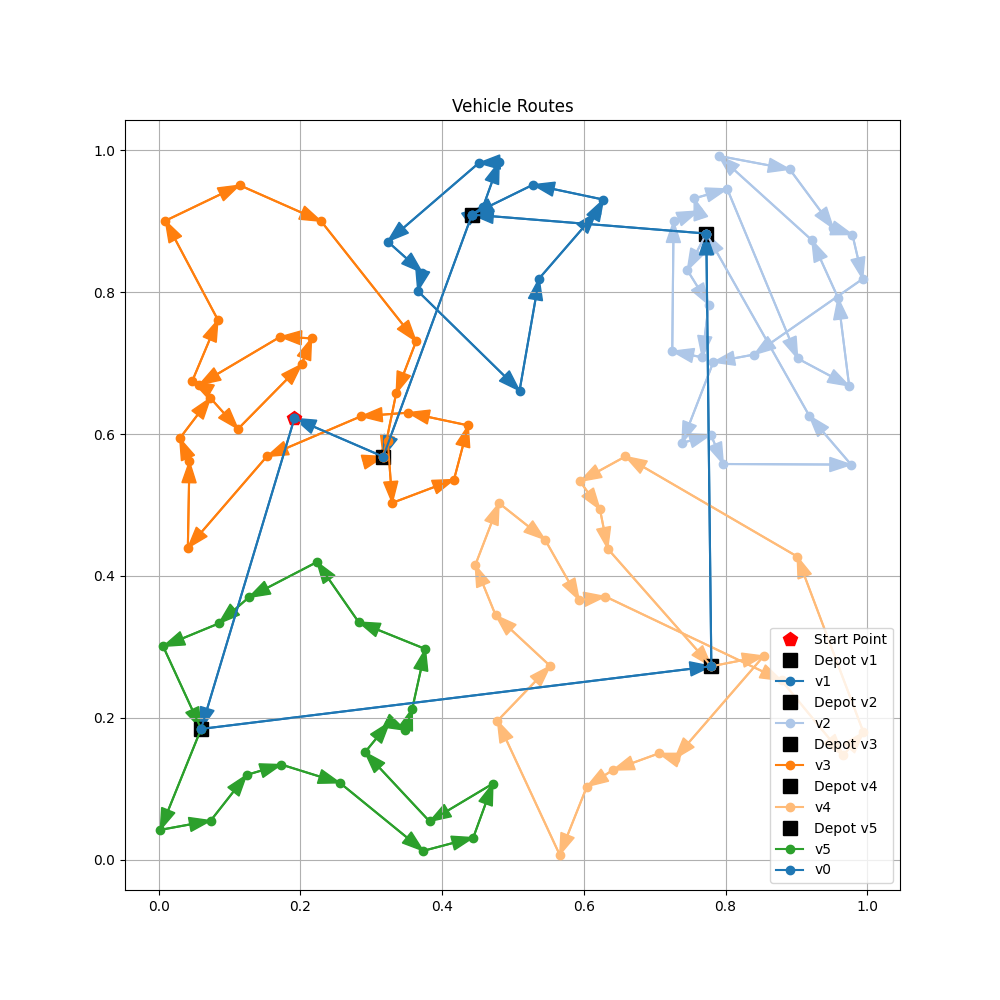 Vehicle Routes
1.0
0.8
0.6
0.4
0.2
0.0
0.0 0.2 0.4 0.6 0.8 1.0
Start Point
Depot v1
v1
Depot v2
v2
Depot v3
v3
Depot v4
v4
Depot v5
v5
v0